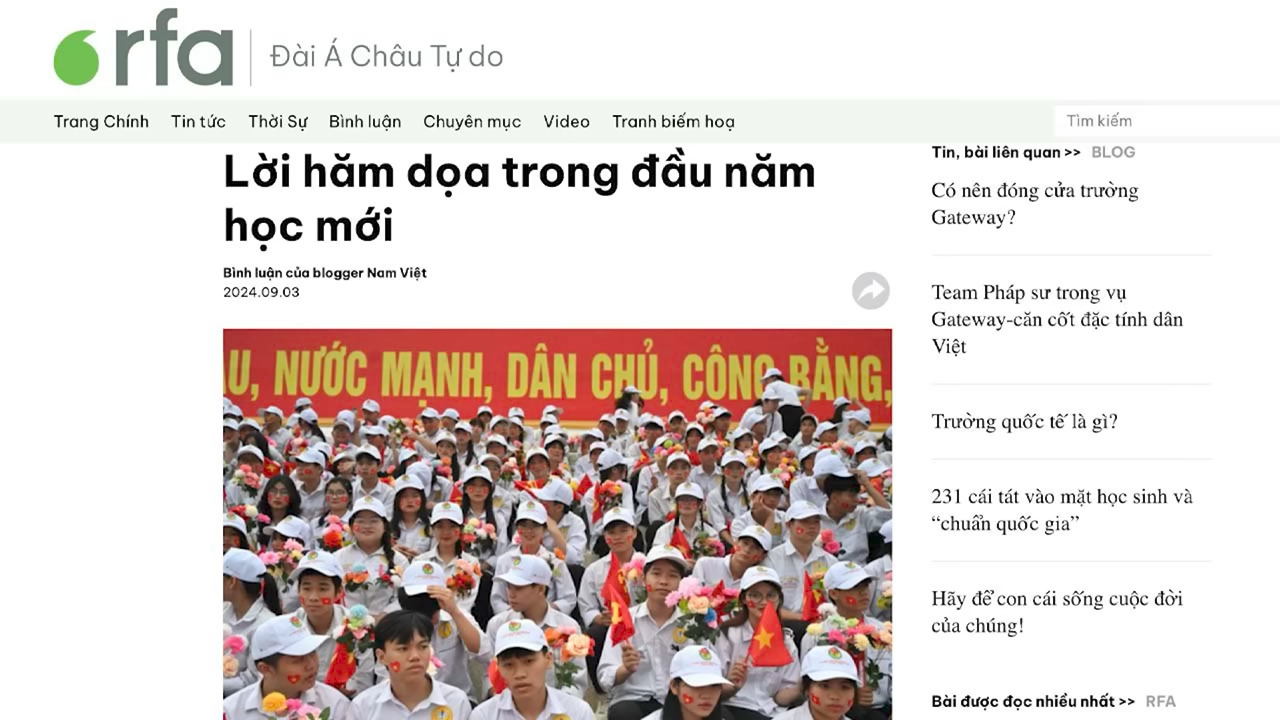 rfa
Đài Á Châu Tự do
Trang Chính Tin tức Thời Sự Bình luận Chuyên mục Video Tranh biếm hoạ
Tìm kiếm
Lời hăm dọa trong đầu năm
học mới
Bình luận của blogger Nam Việt
2024.09.03
NƯỚC MẠNH, DÂN CHỦ, CÔNG BẰNG,
Tin, bài liên quan >> BLOG
Có nên đóng cửa trường
Gateway?
Team Pháp sư trong vụ
Gateway-căn cốt đặc tính dân
Việt
Trường quốc tế là gì?
231 cái tát vào mặt học sinh và
“chuẩn quốc gia”
Hãy để con cái sống cuộc đời
của chúng!
Bài được đọc nhiều nhất >> RFA